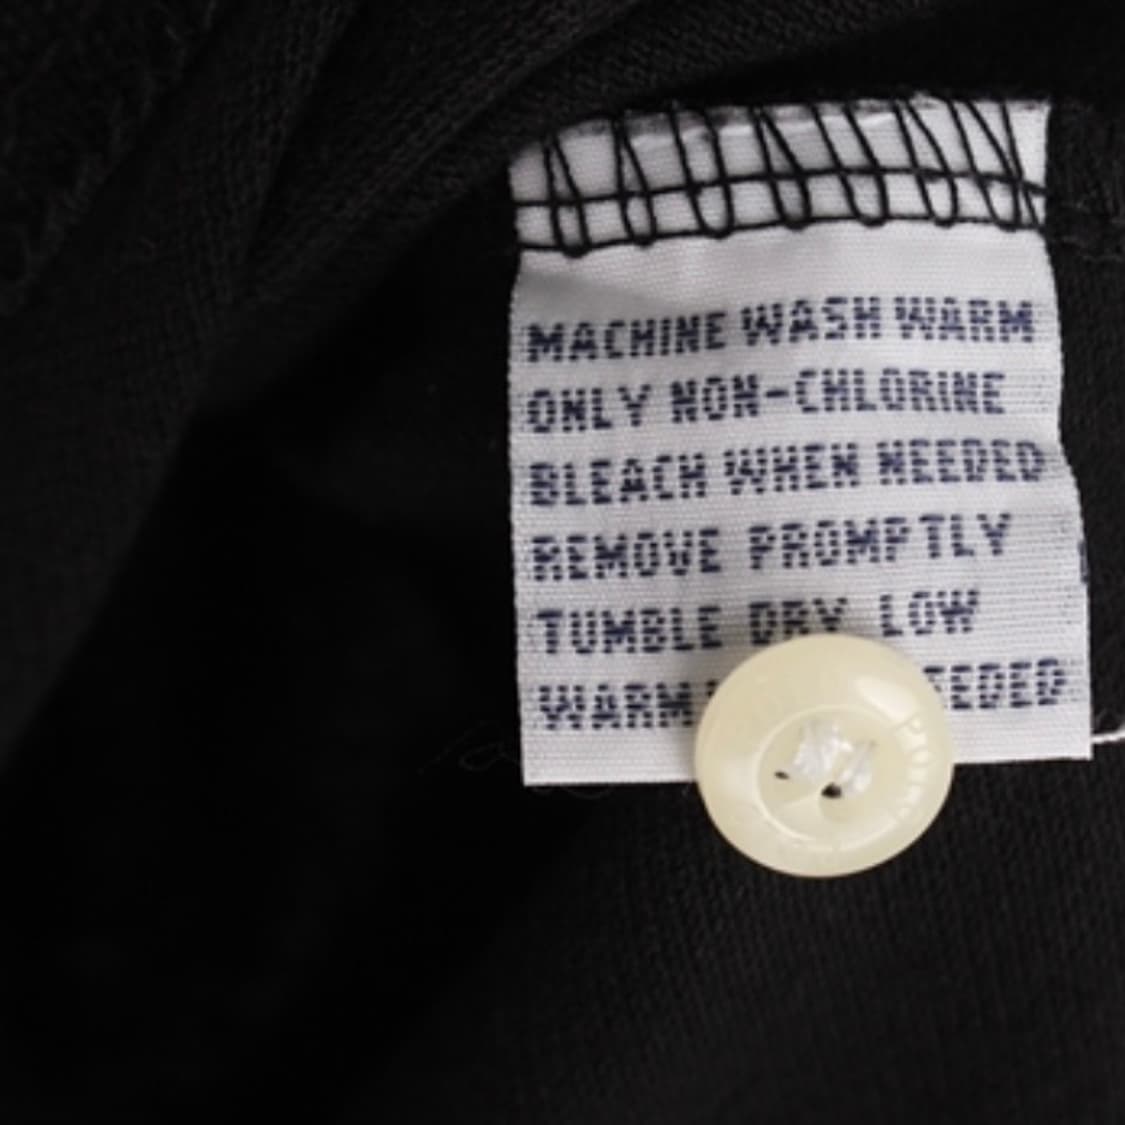 MACHINE WASH WARM
ONLY NON-CHLORINE
BLEACH WHEN NEEDED
REMOVE PROMPTLY
TUMBLE DRY LOW
WARM